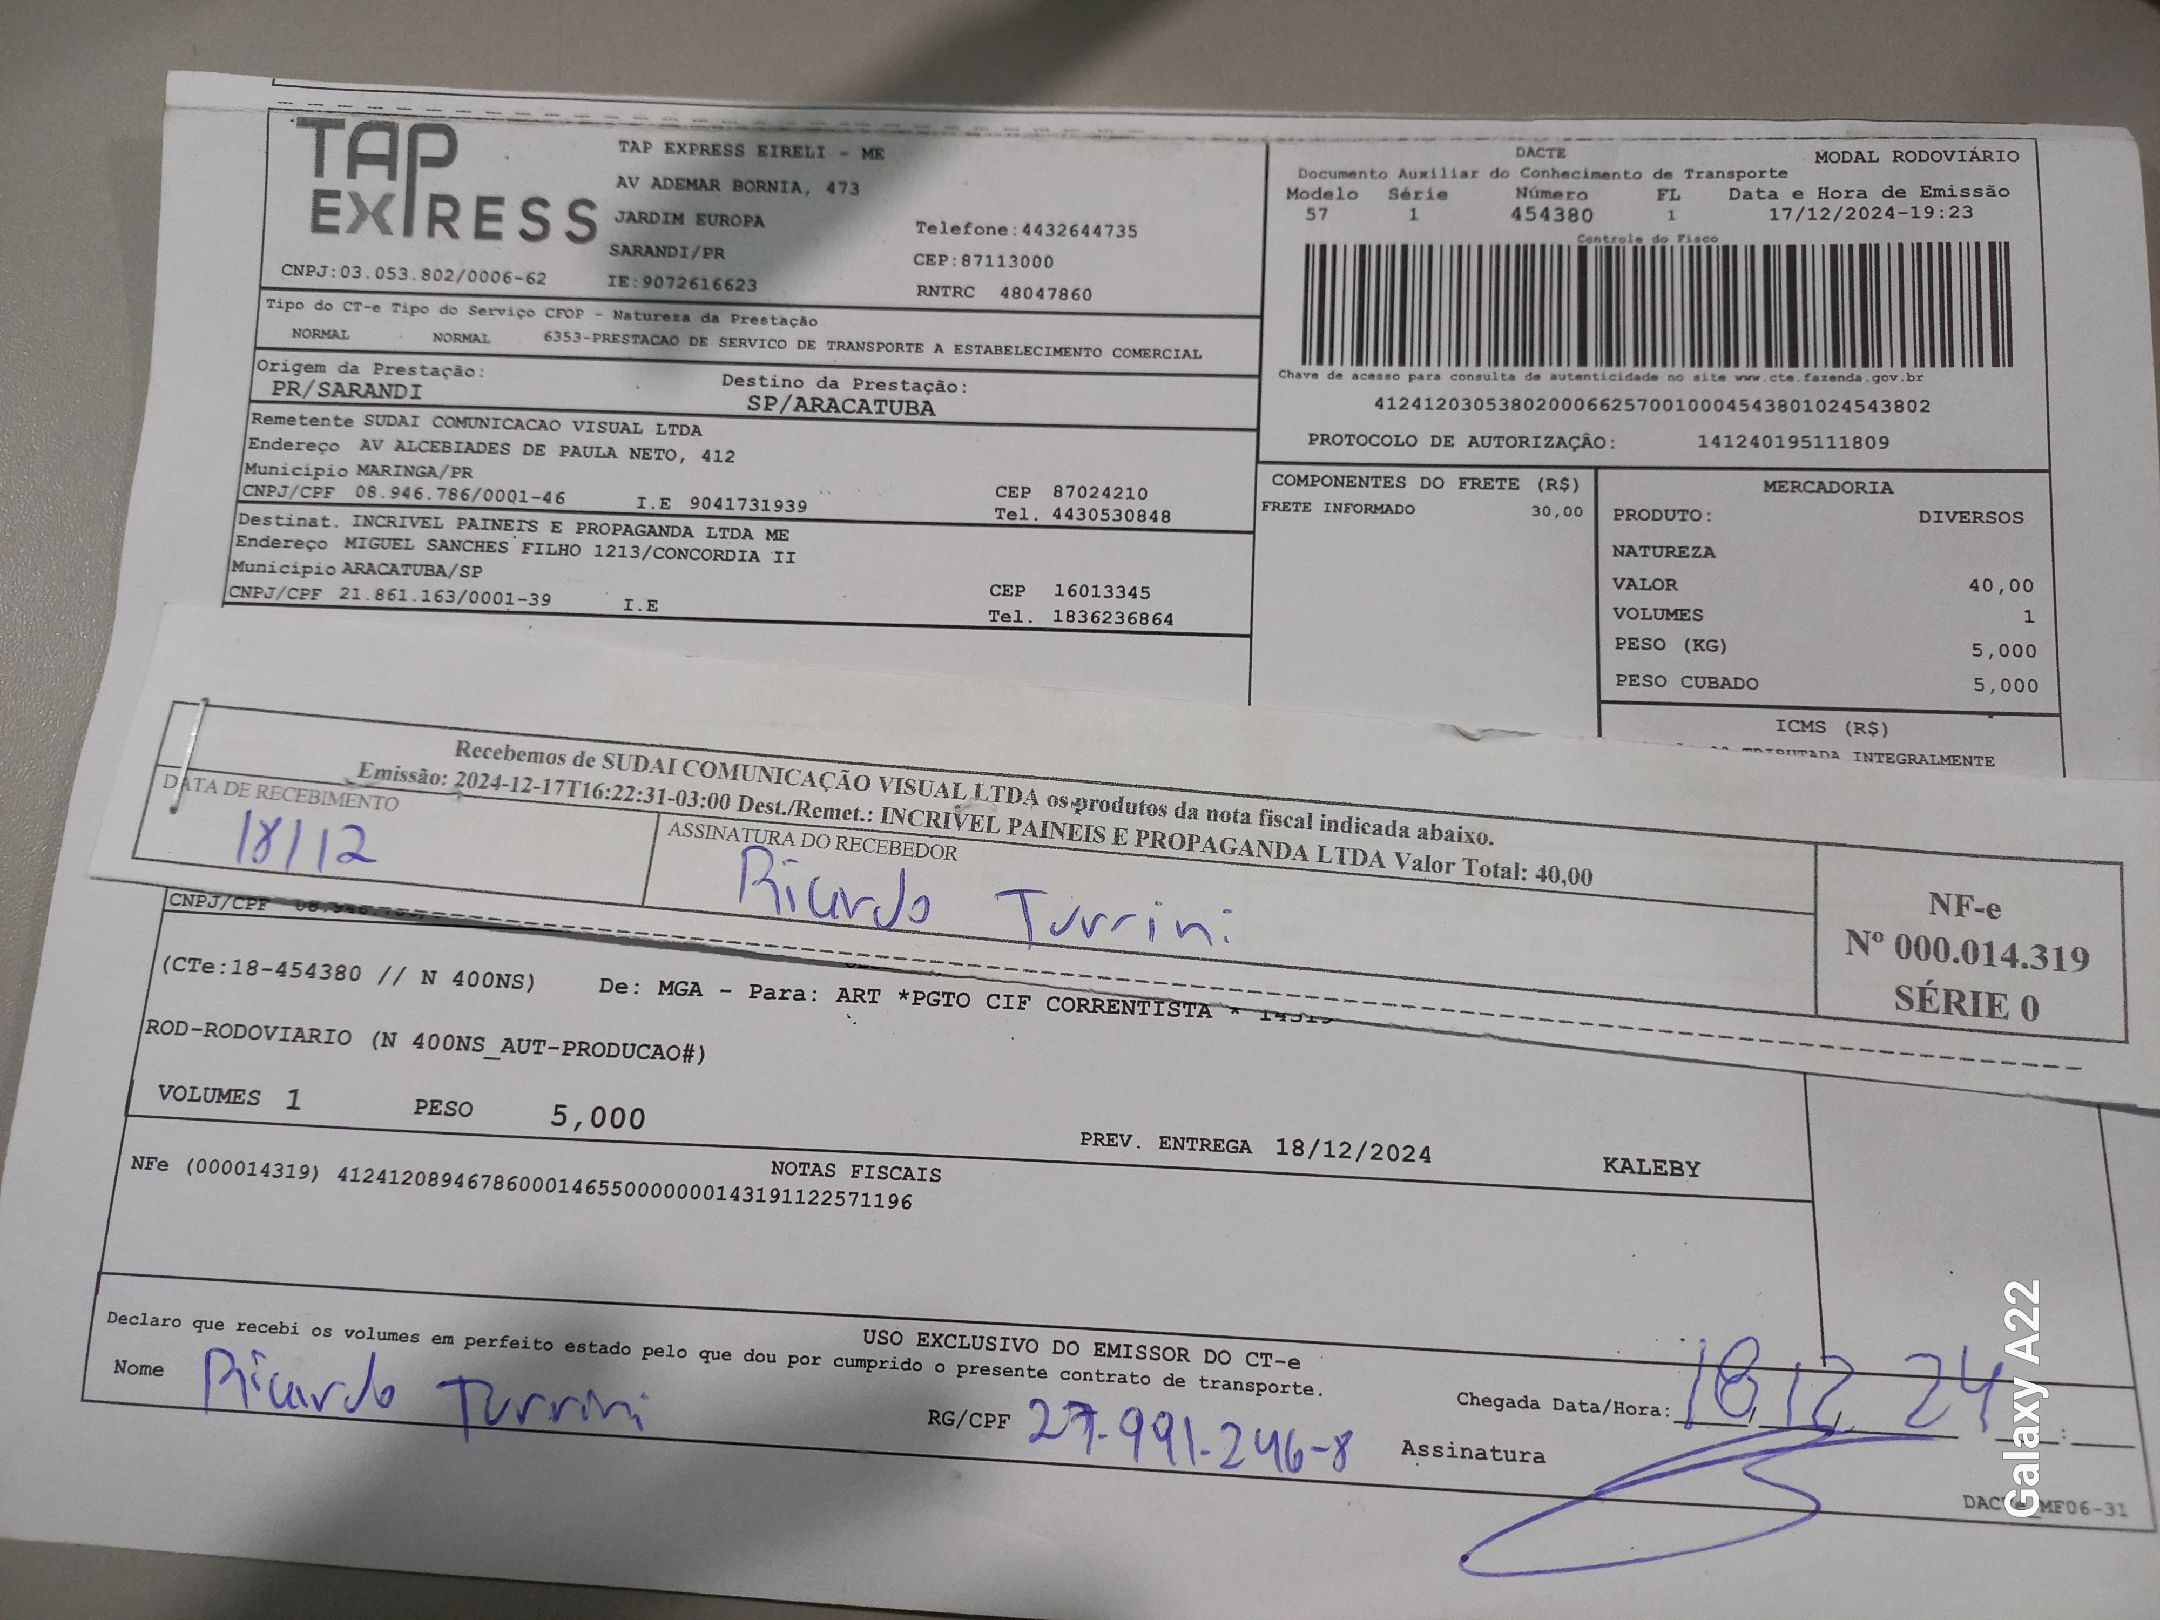 TAP EXPRESS
TAP EXPRESS EIRELI - ME
AV ADEMAR BORNIA, 473
JARDIM EUROPA
Telefone:4432644735
SARANDI/PR
CEP:87113000
CNPJ:03.053.802/0006-62
IE:9072616623
RNTRC 48047860
DACTE
MODAL RODOVIÁRIO
Documento Auxiliar do Conhecimento de Transporte
Modelo Série Número FL Data e Hora de Emissão
57 1 454380 1 17/12/2024-19:23
Controle do Fisco
Chave de acesso para consulta de autenticidade no site www.cte.fazenda.gov.br
41241203053802000662570010004543801024543802
PROTOCOLO DE AUTORIZAÇÃO: 141240195111809
Tipo do CT-e Tipo do Serviço CFOP - Natureza da Prestação
NORMAL NORMAL 6353-PRESTACAO DE SERVICO DE TRANSPORTE A ESTABELECIMENTO COMERCIAL
Origem da Prestação: Destino da Prestação:
PR/SARANDI SP/ARACATUBA
Remetente SUDAI COMUNICACAO VISUAL LTDA
Endereço AV ALCEBIADES DE PAULA NETO, 412
Município MARINGA/PR
CEP 87024210
CNPJ/CPF 08.946.786/0001-46 I.E 9041731939
Tel. 4430530848
Destinat. INCRIVEL PAINEIS E PROPAGANDA LTDA ME
Endereço MIGUEL SANCHES FILHO 1213/CONCORDIA II
Município ARACATUBA/SP
CEP 16013345
CNPJ/CPF 21.861.163/0001-39 I.E
Tel. 1836236864
COMPONENTES DO FRETE (R$)
FRETE INFORMADO 30,00
MERCADORIA
PRODUTO: DIVERSOS
NATUREZA
VALOR 40,00
VOLUMES 1
PESO (KG) 5,000
PESO CUBADO 5,000
ICMS (R$)
TRIBUTADA INTEGRALMENTE
Recebemos de SUDAI COMUNICAÇÃO VISUAL LTDA os produtos da nota fiscal indicada abaixo.
Emissão: 2024-12-17T16:22:31-03:00 Dest./Remet.: INCRIVEL PAINEIS E PROPAGANDA LTDA Valor Total: 40,00
DATA DE RECEBIMENTO
18/12
ASSINATURA DO RECEBEDOR
Ricardo Turrini
NF-e
Nº 000.014.319
SÉRIE 0
CNPJ/CPF
(CTe:18-454380 // N 400NS) De: MGA - Para: ART *PGTO CIF CORRENTISTA * 14319
ROD-RODOVIARIO (N 400NS_AUT-PRODUCAO#)
VOLUMES 1 PESO 5,000
PREV. ENTREGA 18/12/2024 KALEBY
NOTAS FISCAIS
NFe (000014319) 41241208946786000146550000000143191122571196
USO EXCLUSIVO DO EMISSOR DO CT-e
Declaro que recebi os volumes em perfeito estado pelo que dou por cumprido o presente contrato de transporte.
Nome Ricardo Turrini
RG/CPF 27.991.246-8
Chegada Data/Hora: 18/12/24 __:__
Assinatura
MF06-31
Galaxy A22